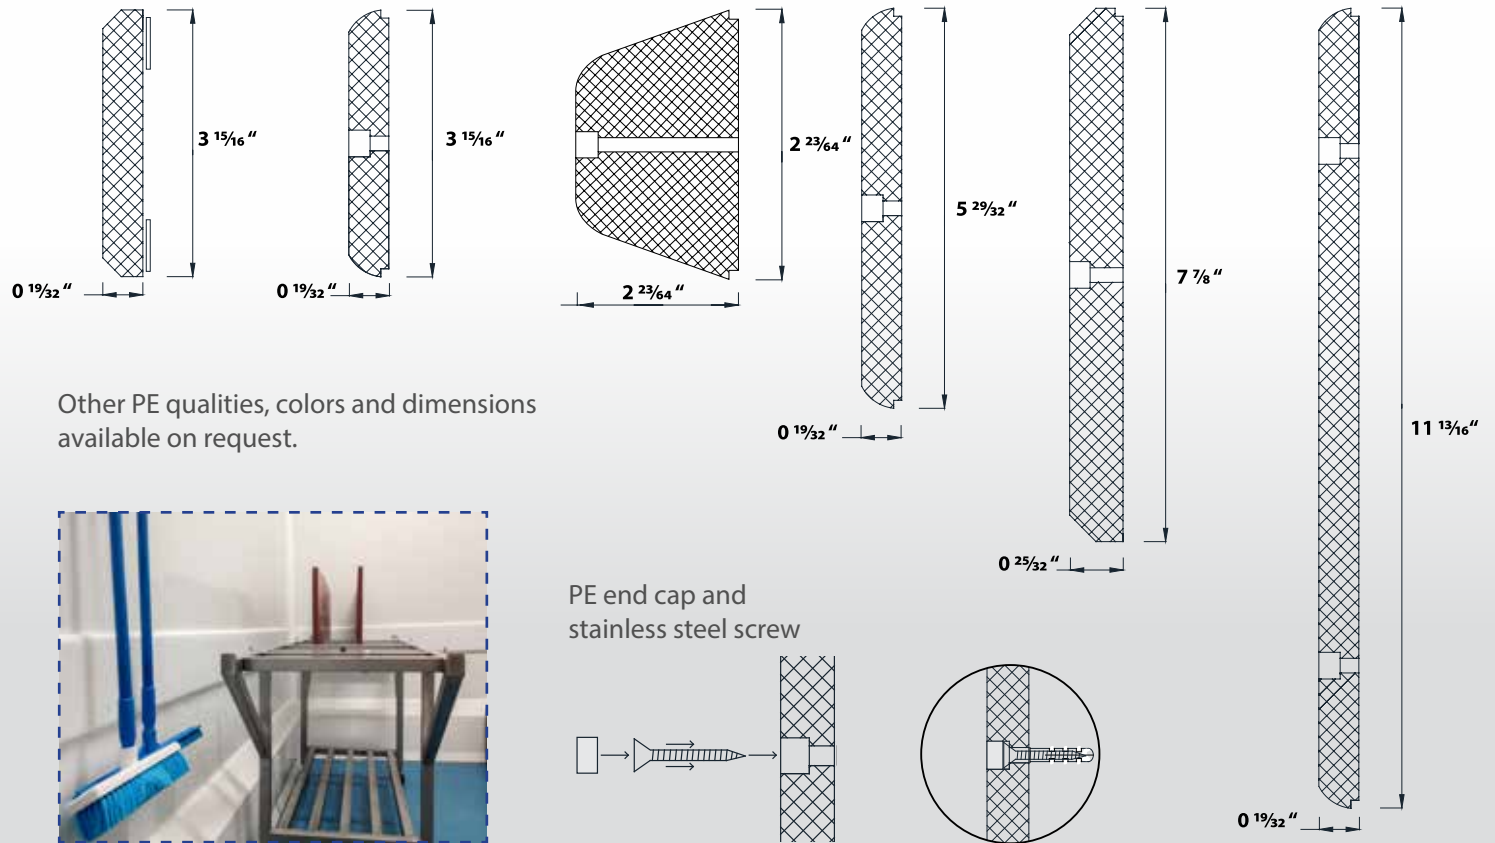 3 15/16 “
0 19/32 “
3 15/16 “
0 19/32 “
2 23/64 “
2 23/64 “
5 29/32 “
0 19/32 “
7 7/8 “
0 25/32 “
11 13/16“
0 19/32 “
Other PE qualities, colors and dimensions
available on request.
PE end cap and
stainless steel screw